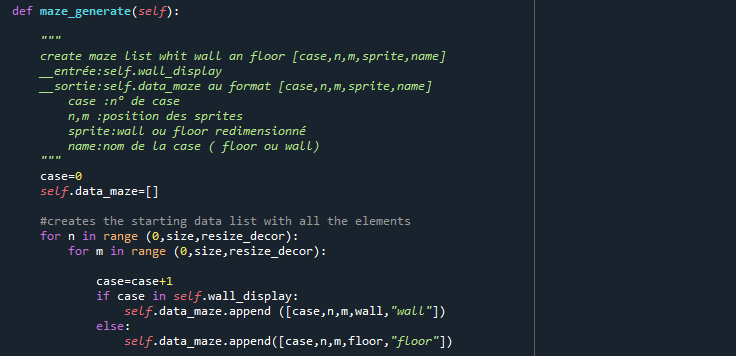 def maze_generate(self):
"""
create maze list whit wall an floor [case,n,m,sprite,name]
__entrée:self.wall_display
__sortie:self.data_maze au format [case,n,m,sprite,name]
case :n° de case
n,m :position des sprites
sprite:wall ou floor redimensionné
name:nom de la case ( floor ou wall)
"""
case=0
self.data_maze=[]
#creates the starting data list with all the elements
for n in range (0,size,resize_decor):
for m in range (0,size,resize_decor):
case=case+1
if case in self.wall_display:
self.data_maze.append ([case,n,m,wall,"wall"])
else:
self.data_maze.append([case,n,m,floor,"floor"])